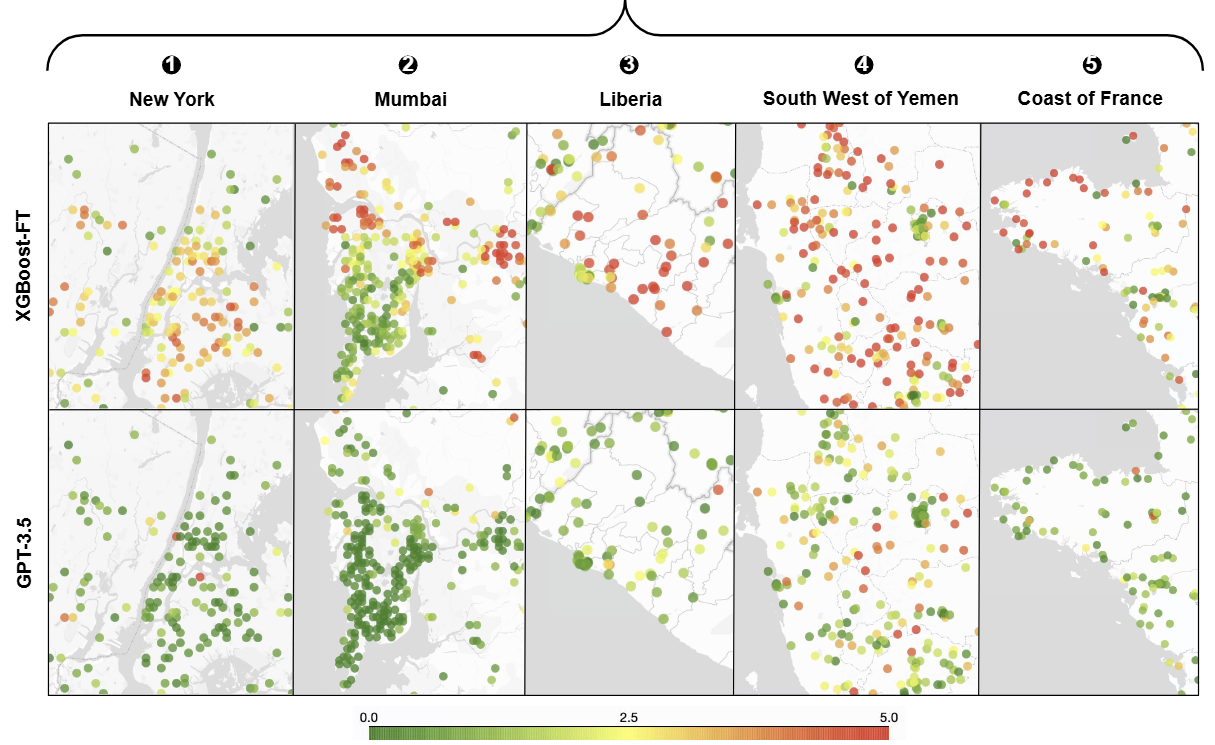 1 2 3 4 5
New York Mumbai Liberia South West of Yemen Coast of France
XGBoost-FT
GPT-3.5
0.0 2.5 5.0